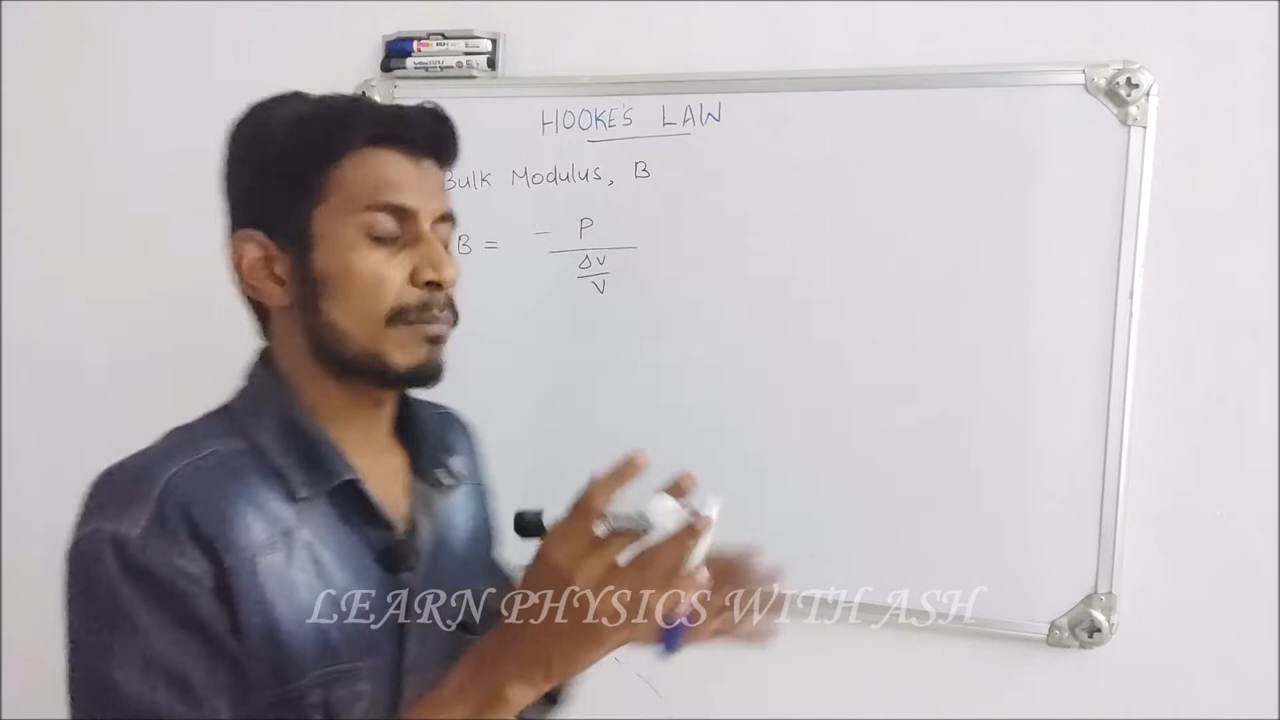 HOOKE'S LAW
Bulk Modulus, B
B = - P
Δv
v
LEARN PHYSICS WITH ASH